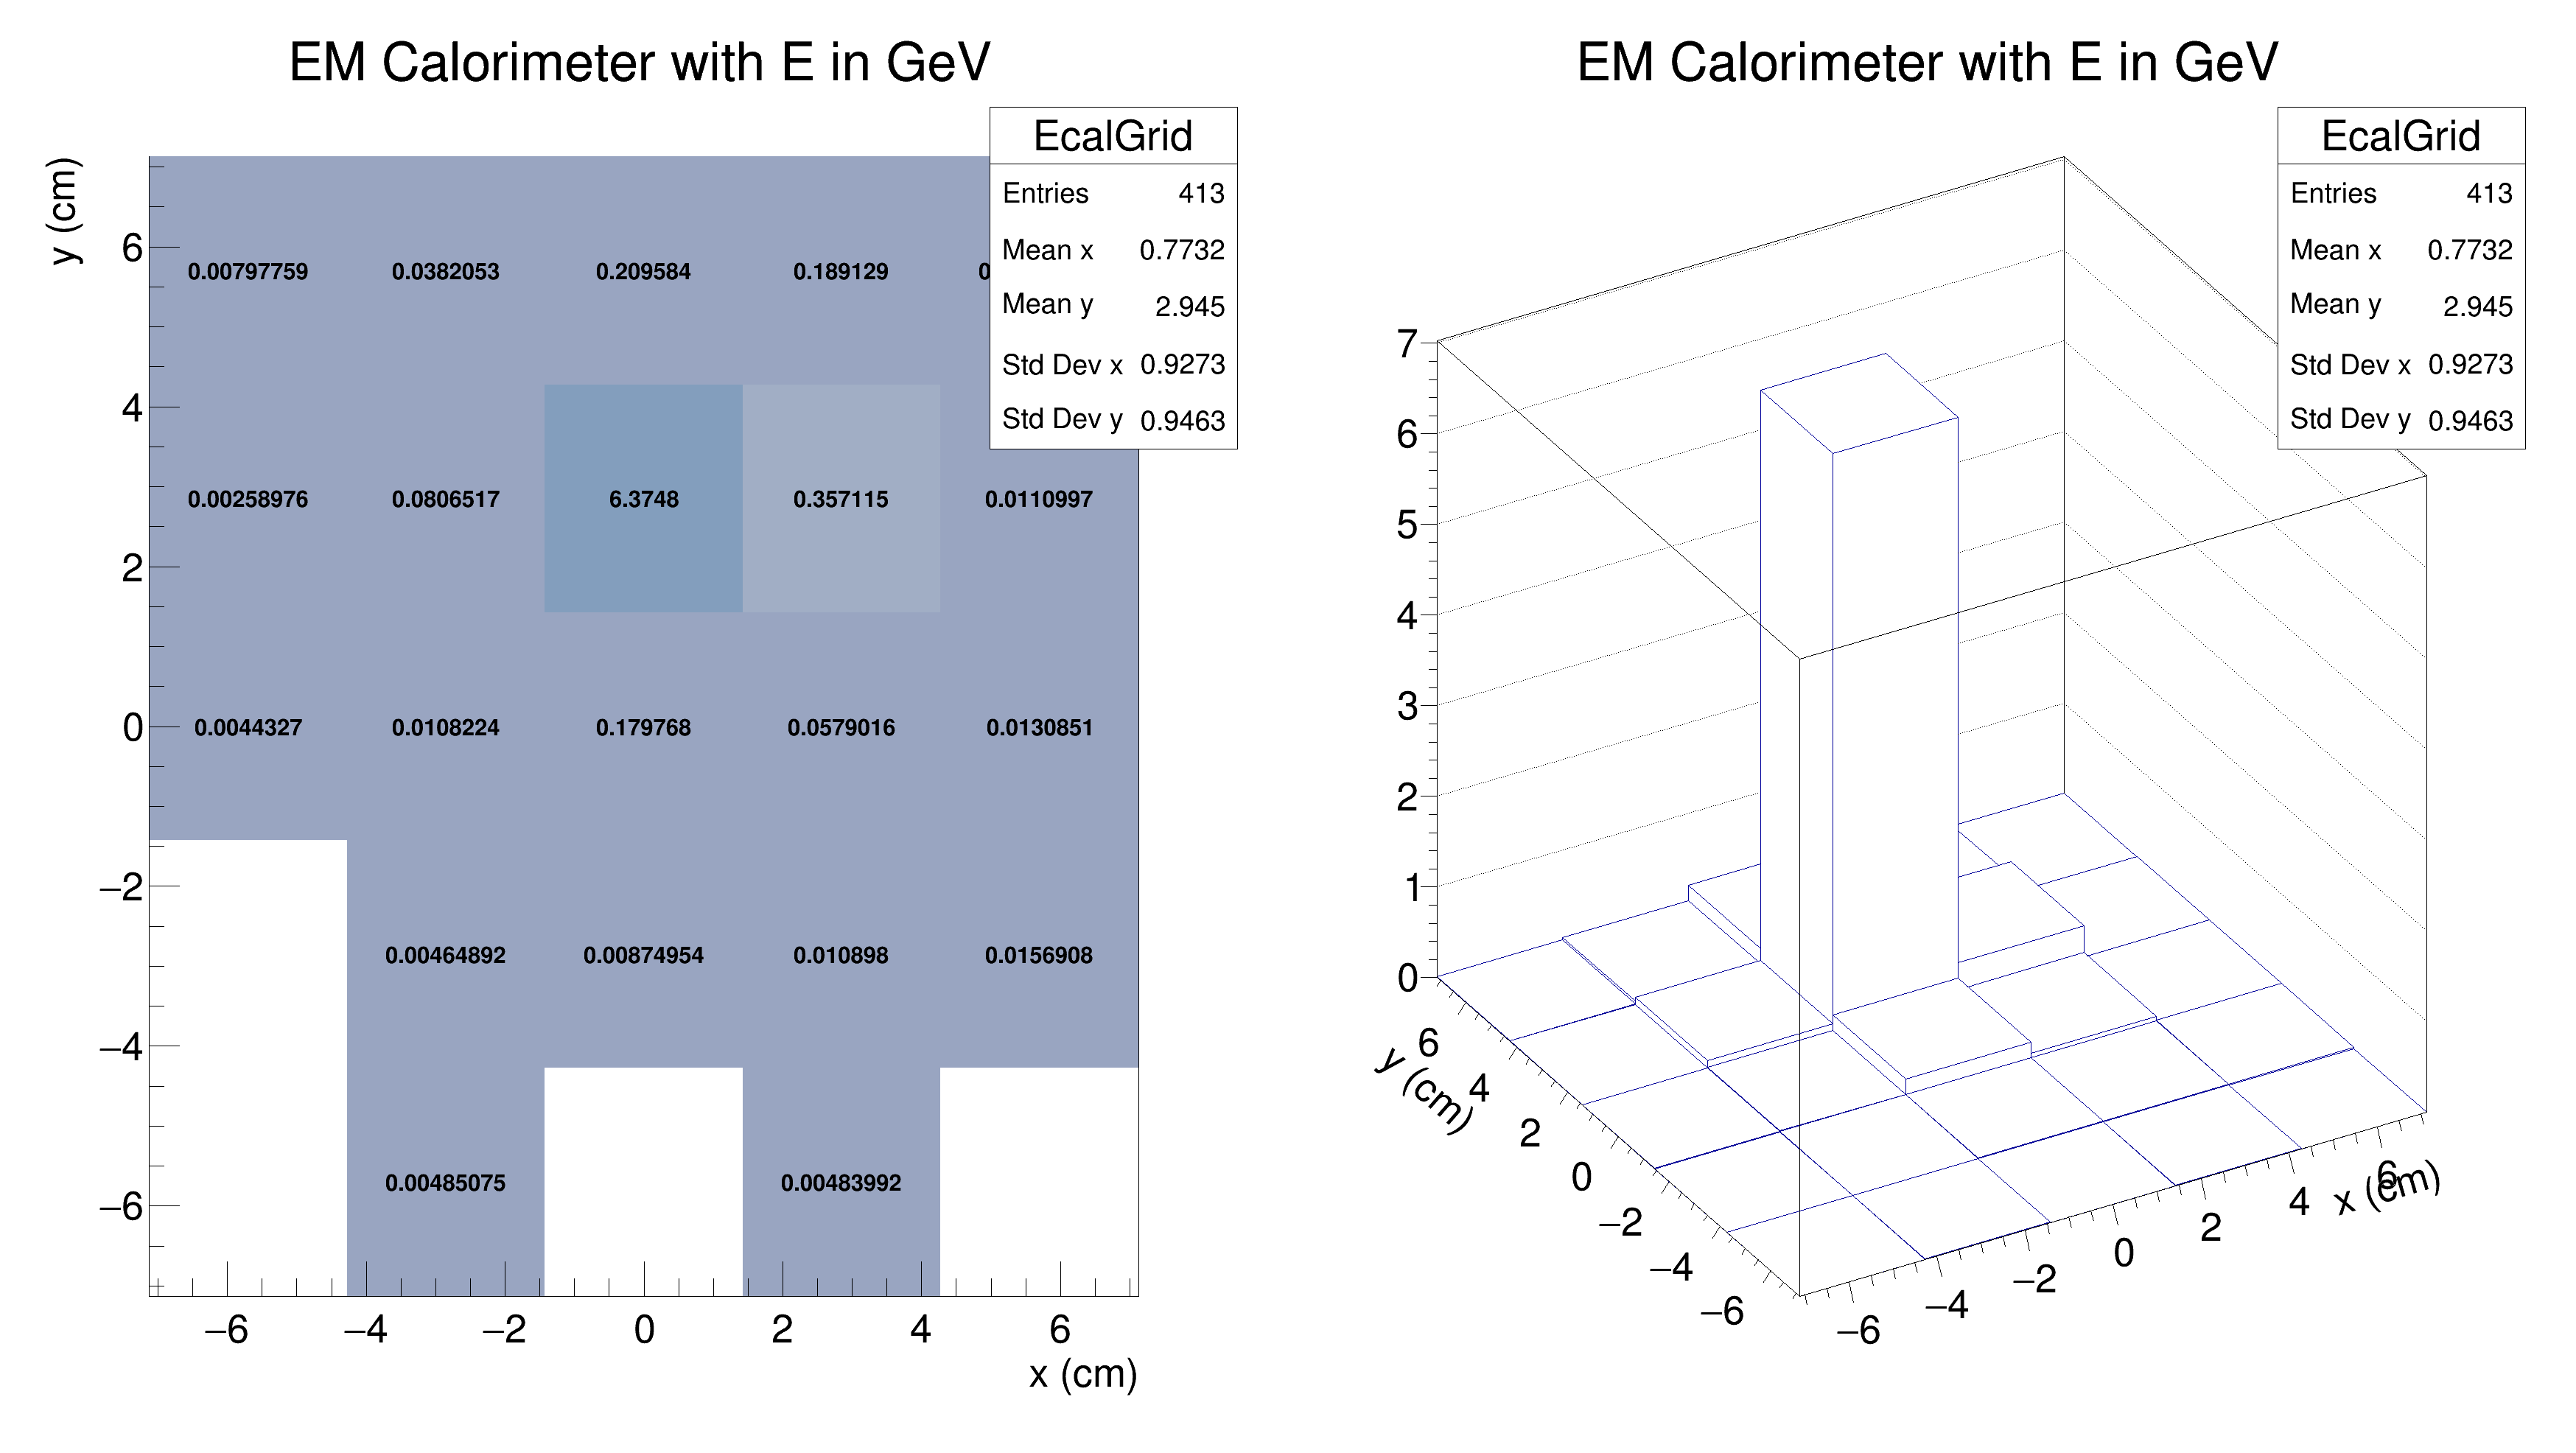 EM Calorimeter with E in GeV
EcalGrid
Entries 413
Mean x 0.7732
Mean y 2.945
Std Dev x 0.9273
Std Dev y 0.9463
y (cm)
6
4
2
0
−2
−4
−6
0.00797759 0.0382053 0.209584 0.189129
0.00258976 0.0806517 6.3748 0.357115 0.0110997
0.0044327 0.0108224 0.179768 0.0579016 0.0130851
0.00464892 0.00874954 0.010898 0.0156908
0.00485075 0.00483992
−6 −4 −2 0 2 4 6
x (cm)
EM Calorimeter with E in GeV
EcalGrid
Entries 413
Mean x 0.7732
Mean y 2.945
Std Dev x 0.9273
Std Dev y 0.9463
7
6
5
4
3
2
1
0
y (cm)
6
4
2
0
−2
−4
−6
−6 −4 −2 0 2 4 6
x (cm)